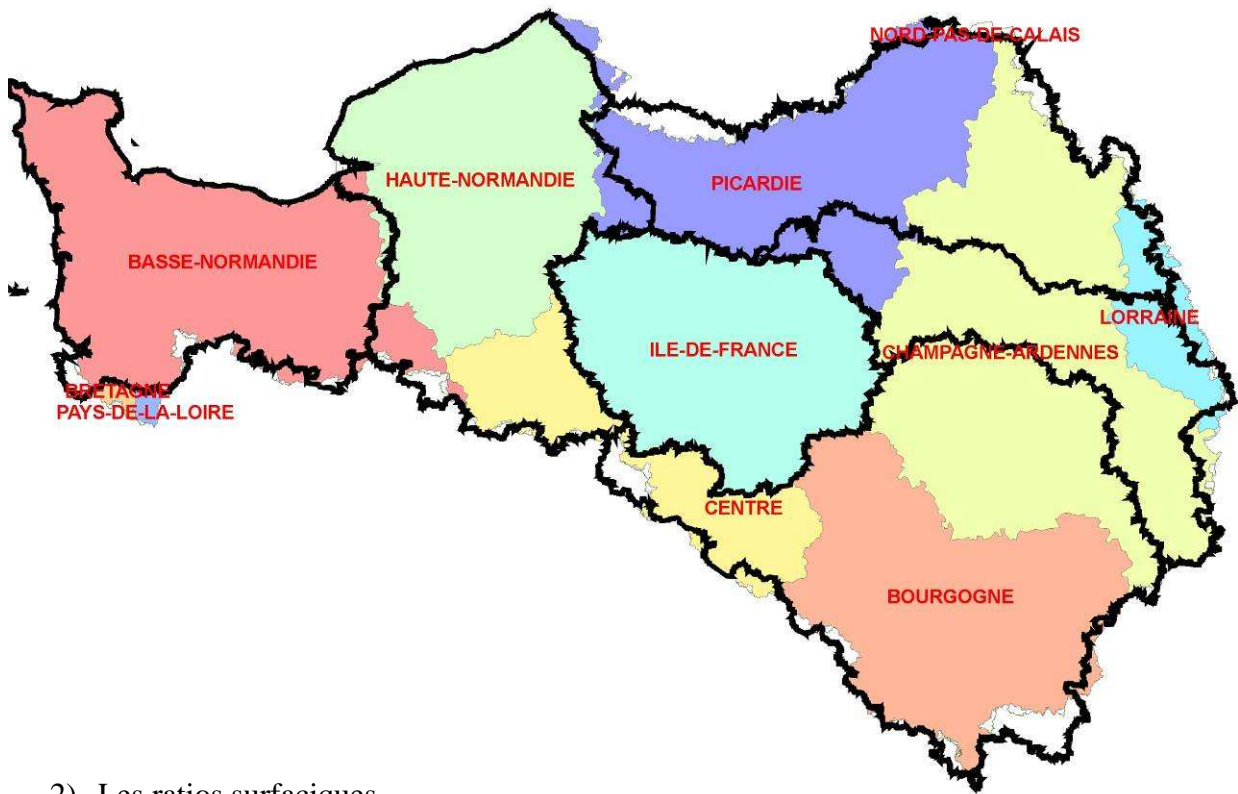 NORD-PAS-DE-CALAIS
HAUTE-NORMANDIE
PICARDIE
BASSE-NORMANDIE
LORRAINE
ILE-DE-FRANCE
CHAMPAGNE-ARDENNES
BRETAGNE
PAYS-DE-LA-LOIRE
CENTRE
BOURGOGNE
2) Les ratios surfaciques